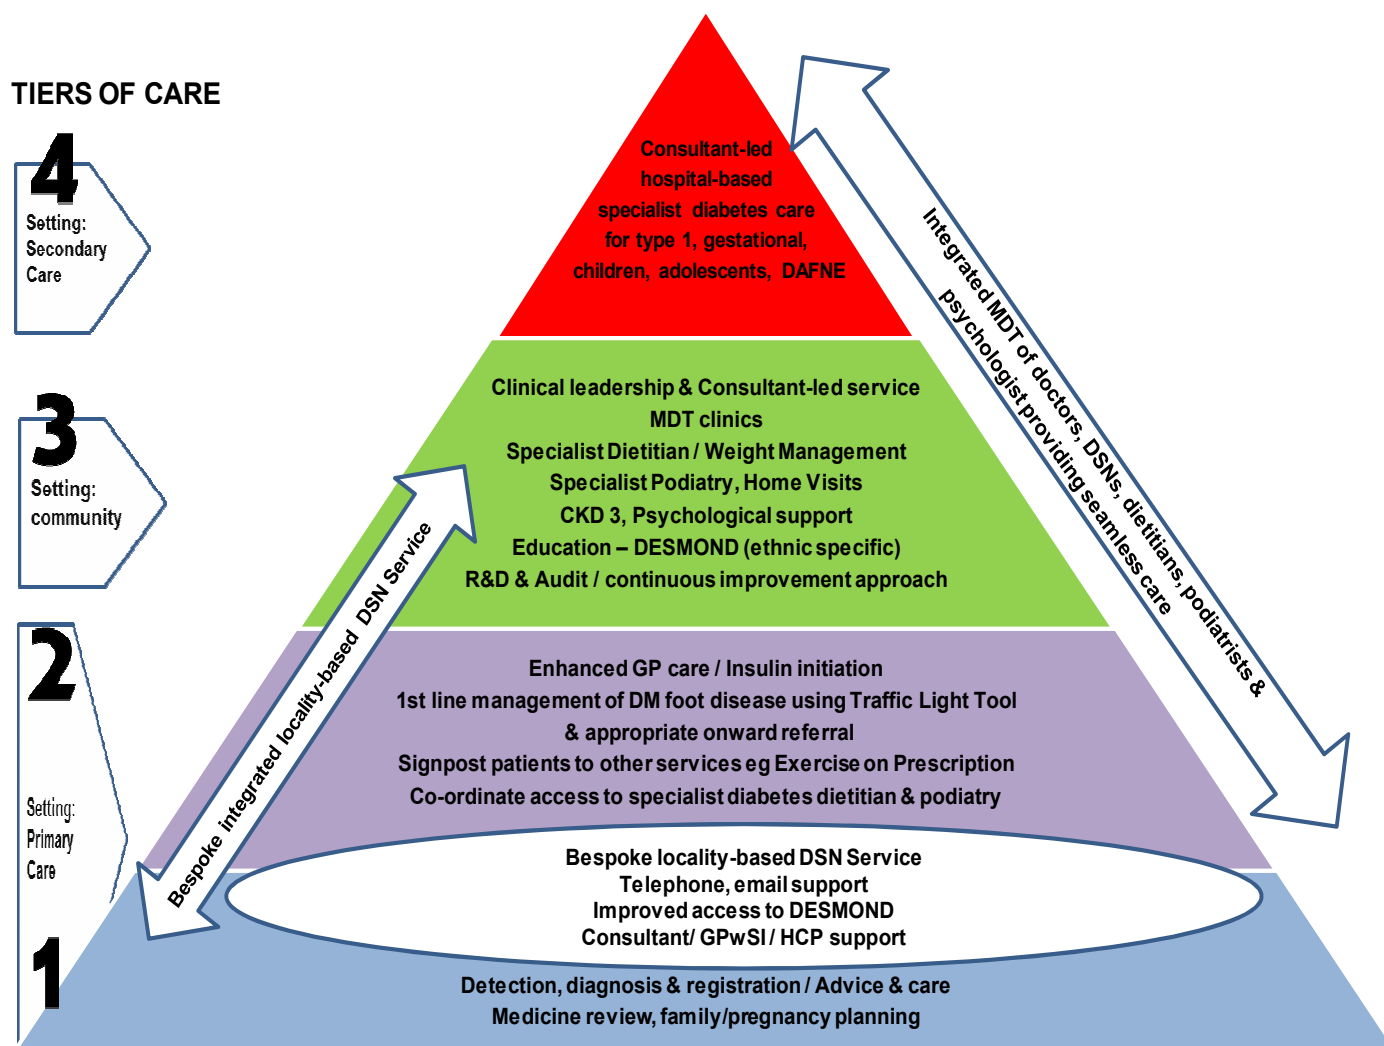 TIERS OF CARE
4
Setting:
Secondary
Care
Consultant-led
hospital-based
specialist diabetes care
for type 1, gestational,
children, adolescents, DAFNE
Integrated MDT of doctors, DSNs, dietitians, podiatrists &
psychologist providing seamless care
3
Setting:
community
Clinical leadership & Consultant-led service
MDT clinics
Specialist Dietitian / Weight Management
Specialist Podiatry, Home Visits
CKD 3, Psychological support
Education – DESMOND (ethnic specific)
R&D & Audit / continuous improvement approach
Bespoke integrated locality-based DSN Service
2
Setting:
Primary
Care
1
Enhanced GP care / Insulin initiation
1st line management of DM foot disease using Traffic Light Tool
& appropriate onward referral
Signpost patients to other services eg Exercise on Prescription
Co-ordinate access to specialist diabetes dietitian & podiatry
Bespoke locality-based DSN Service
Telephone, email support
Improved access to DESMOND
Consultant/ GPwSI / HCP support
Detection, diagnosis & registration / Advice & care
Medicine review, family/pregnancy planning